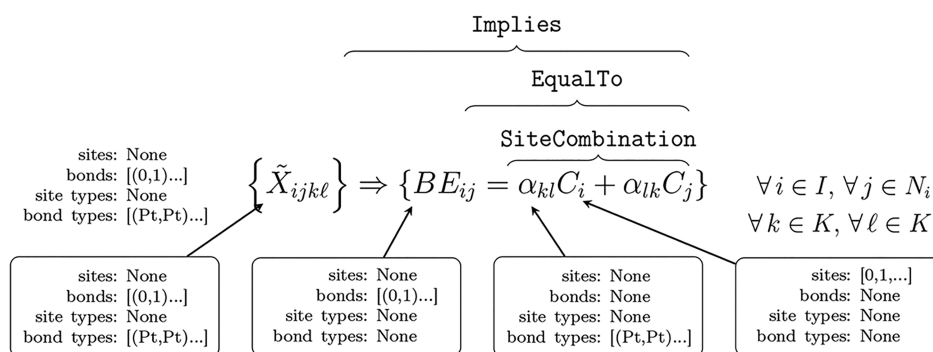 Implies
EqualTo
SiteCombination
sites: None
bonds: [(0,1)...]
site types: None
bond types: [(Pt,Pt)...]
{X̃ᵢⱼₖℓ} ⇒ {BEᵢⱼ = αₖₗCᵢ + αₗₖCⱼ}
∀ i ∈ I, ∀ j ∈ Nᵢ
∀ k ∈ K, ∀ ℓ ∈ K
sites: None
bonds: [(0,1)...]
site types: None
bond types: [(Pt,Pt)...]
sites: None
bonds: [(0,1)...]
site types: None
bond types: None
sites: None
bonds: None
site types: None
bond types: [(Pt,Pt)...]
sites: [0,1,...]
bonds: None
site types: None
bond types: None